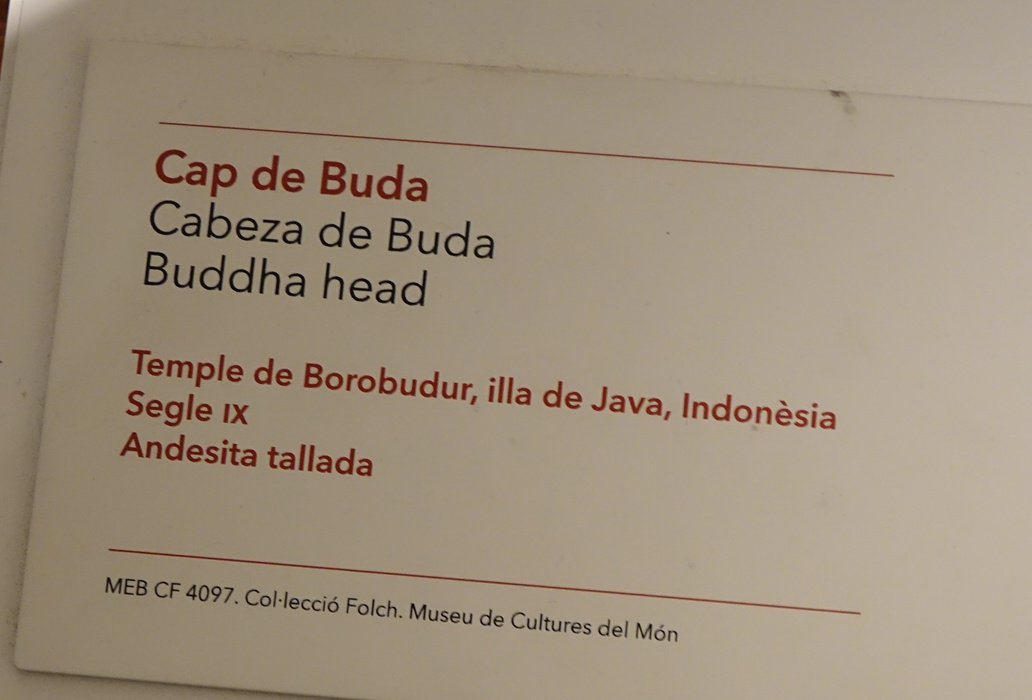 Cap de Buda
Cabeza de Buda
Buddha head
Temple de Borobudur, illa de Java, Indonèsia
Segle IX
Andesita tallada
MEB CF 4097. Col·lecció Folch. Museu de Cultures del Món